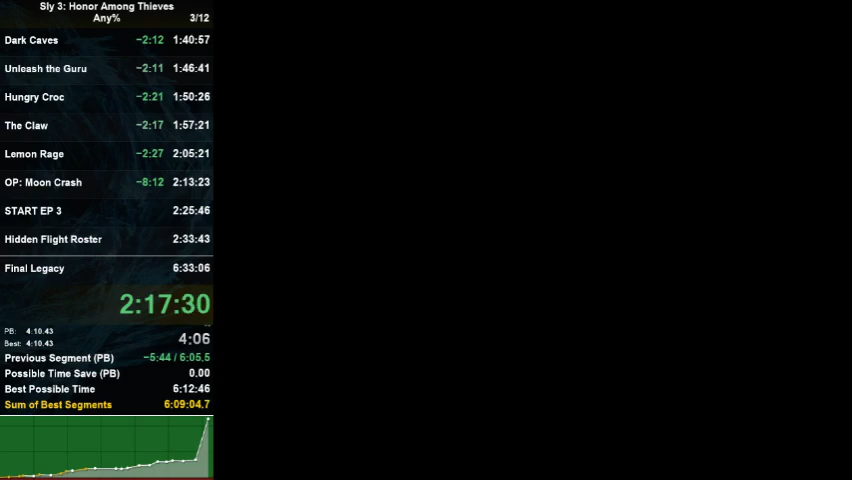 Sly 3: Honor Among Thieves
Any% 3/12
Dark Caves −2:12 1:40:57
Unleash the Guru −2:11 1:46:41
Hungry Croc −2:21 1:50:26
The Claw −2:17 1:57:21
Lemon Rage −2:27 2:05:21
OP: Moon Crash −8:12 2:13:23
START EP 3 2:25:46
Hidden Flight Roster 2:33:43
Final Legacy 6:33:06
2:17:30
PB: 4:10.43
Best: 4:10.43
4:06
Previous Segment (PB) −5:44 / 6:05.5
Possible Time Save (PB) 0.00
Best Possible Time 6:12:46
Sum of Best Segments 6:09:04.7